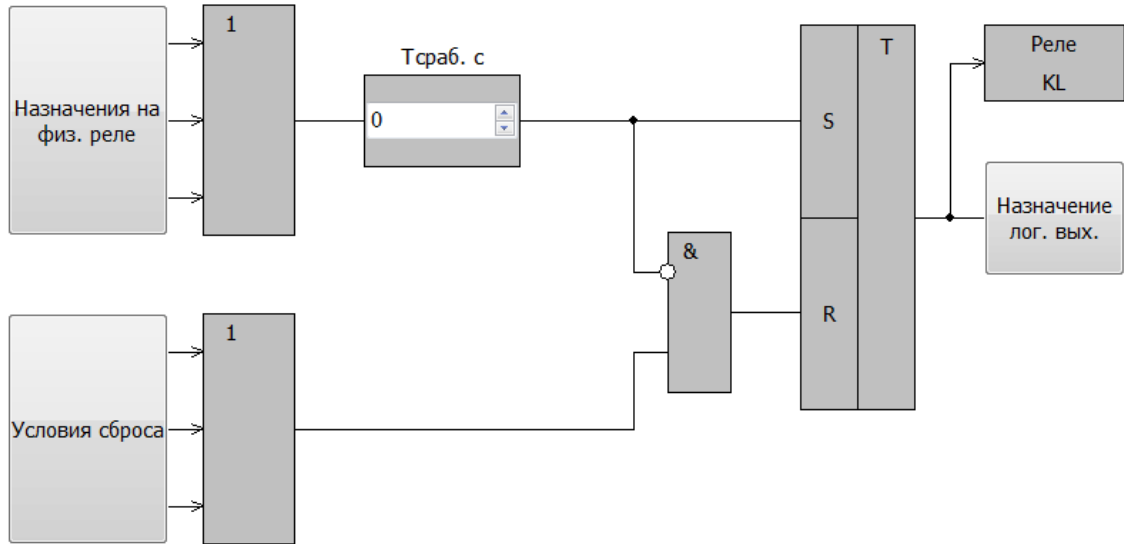 Назначения на
физ. реле
1
Тсраб. с
0
S
T
Реле
KL
Назначение
лог. вых.
&
R
Условия сброса
1